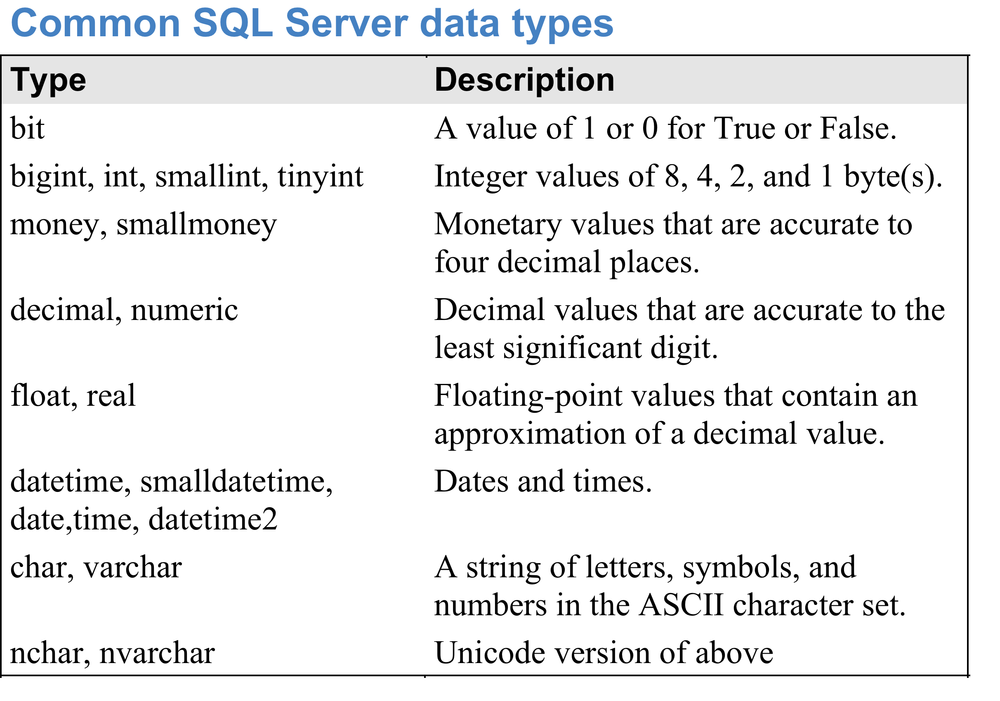 Common SQL Server data types
Type Description
bit A value of 1 or 0 for True or False.
bigint, int, smallint, tinyint Integer values of 8, 4, 2, and 1 byte(s).
money, smallmoney Monetary values that are accurate to
four decimal places.
decimal, numeric Decimal values that are accurate to the
least significant digit.
float, real Floating-point values that contain an
approximation of a decimal value.
datetime, smalldatetime, Dates and times.
date,time, datetime2
char, varchar A string of letters, symbols, and
numbers in the ASCII character set.
nchar, nvarchar Unicode version of above